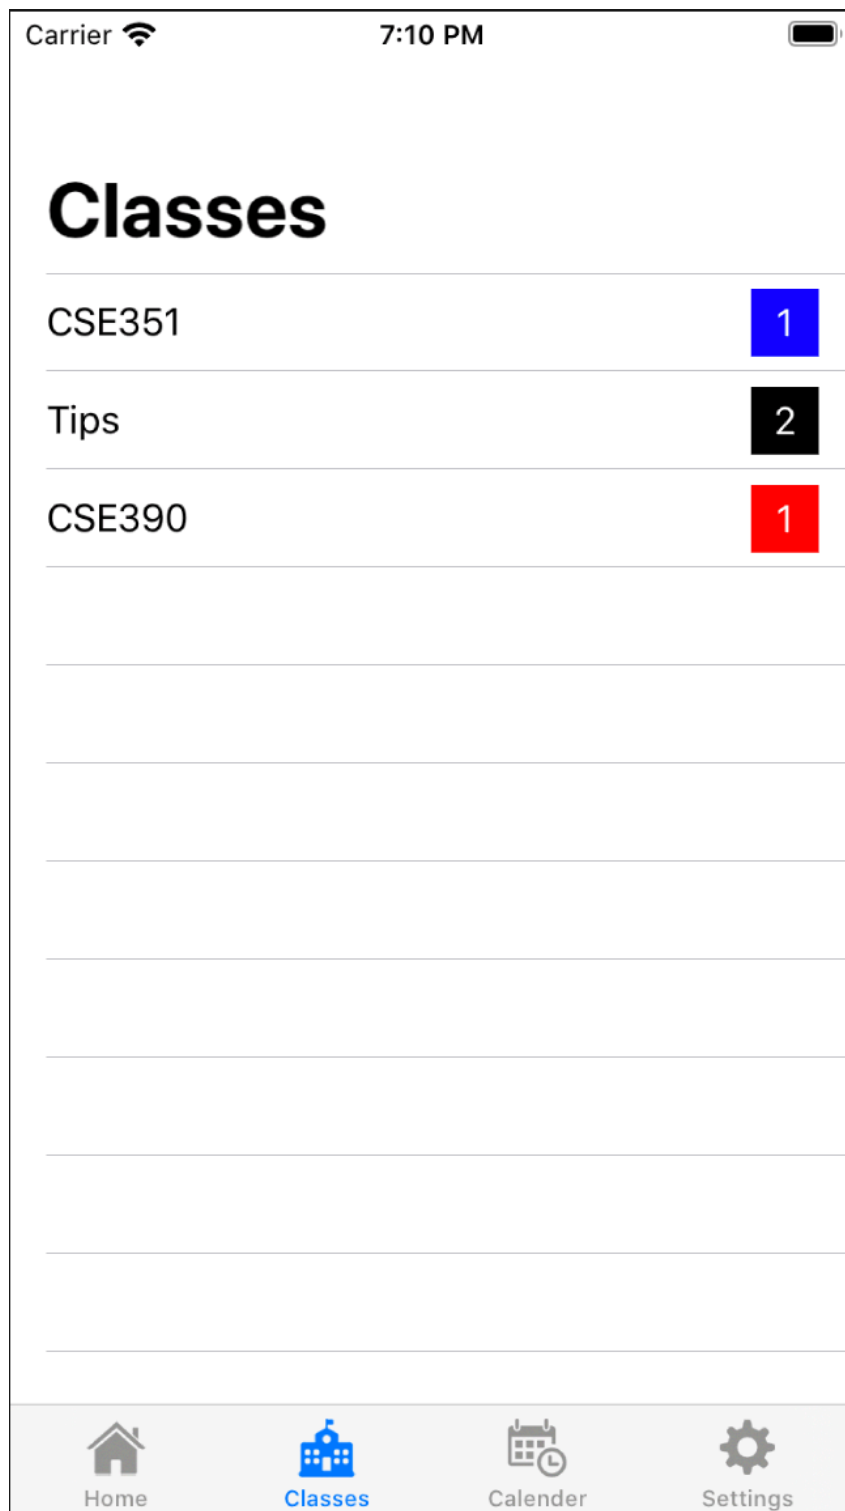 Carrier 7:10 PM
Classes
CSE351 1
Tips 2
CSE390 1
Home Classes Calender Settings